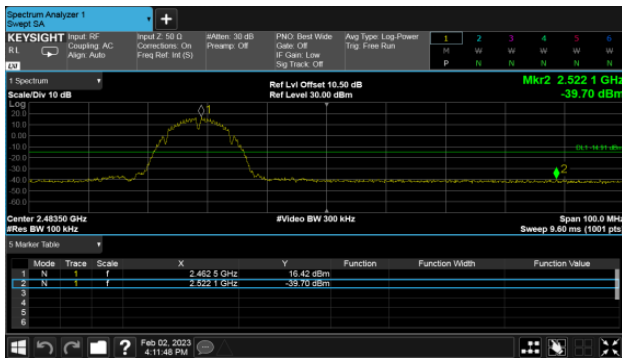 Spectrum Analyzer 1
Swept SA
+
KEYSIGHT Input: RF Input Z: 50 Ω #Atten: 30 dB PNO: Best Wide Avg Type: Log-Power 1 2 3 4 5 6
RL Coupling: AC Corrections: On Preamp: Off Gate: Off Trig: Free Run M W W W W W
Align: Auto Freq Ref: Int (S) IF Gain: Low
Sig Track: Off P N N N N N
LXI
1 Spectrum Ref Lvl Offset 10.50 dB Mkr2 2.522 1 GHz
Scale/Div 10 dB Ref Level 30.00 dBm -39.70 dBm
Log
20.0
10.0
0.00
-10.0
-20.0
-30.0
-40.0
-50.0
-60.0
1
DL1 -14.91 dBm
2
Center 2.48350 GHz #Video BW 300 kHz Span 100.0 MHz
#Res BW 100 kHz Sweep 9.60 ms (1001 pts)
5 Marker Table
Mode Trace Scale X Y Function Function Width Function Value
1 N 1 f 2.462 5 GHz 16.42 dBm
2 N 1 f 2.522 1 GHz -39.70 dBm
3
4
5
6
? Feb 02, 2023
4:11:48 PM